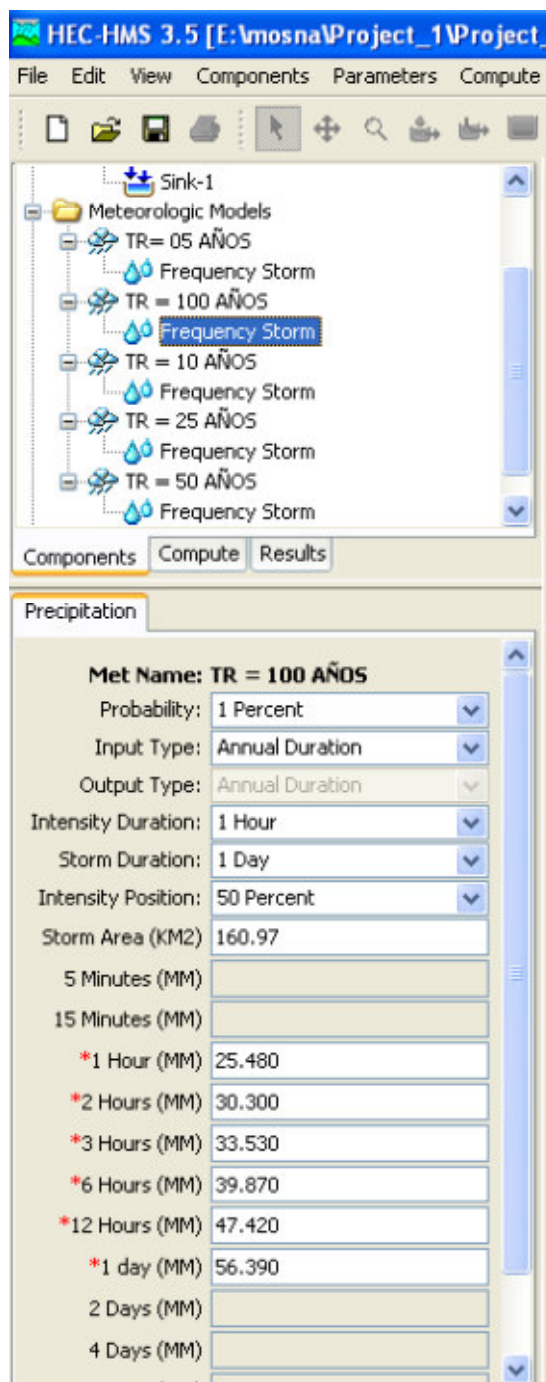 HEC-HMS 3.5 [E:\mosna\Project_1\Project_
File Edit View Components Parameters Compute
Sink-1
Meteorologic Models
TR= 05 AÑOS
Frequency Storm
TR = 100 AÑOS
Frequency Storm
TR = 10 AÑOS
Frequency Storm
TR = 25 AÑOS
Frequency Storm
TR = 50 AÑOS
Frequency Storm
Components Compute Results
Precipitation
Met Name: TR = 100 AÑOS
Probability: 1 Percent
Input Type: Annual Duration
Output Type: Annual Duration
Intensity Duration: 1 Hour
Storm Duration: 1 Day
Intensity Position: 50 Percent
Storm Area (KM2) 160.97
5 Minutes (MM)
15 Minutes (MM)
*1 Hour (MM) 25.480
*2 Hours (MM) 30.300
*3 Hours (MM) 33.530
*6 Hours (MM) 39.870
*12 Hours (MM) 47.420
*1 day (MM) 56.390
2 Days (MM)
4 Days (MM)